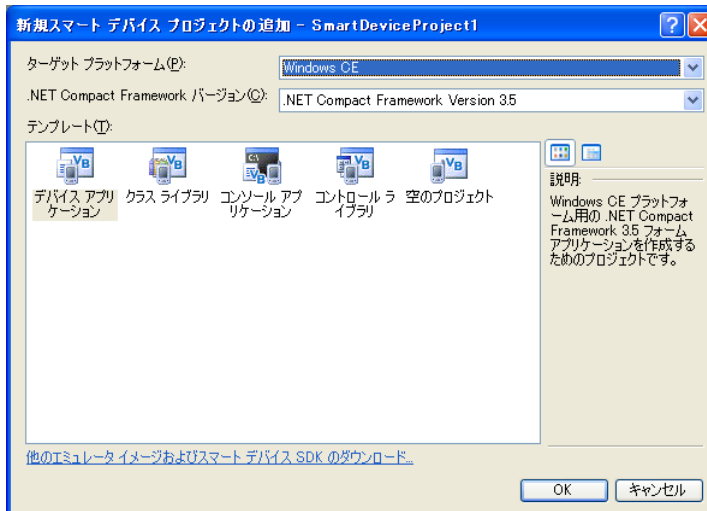 新規スマート デバイス プロジェクトの追加 - SmartDeviceProject1
ターゲット プラットフォーム(P):
Windows CE
.NET Compact Framework バージョン(C):
.NET Compact Framework Version 3.5
テンプレート(T):
VB
VB
C:\
VB
VB
VB
デバイス アプリ
ケーション
クラス ライブラリ
コンソール アプ
リケーション
コントロール ラ
イブラリ
空のプロジェクト
説明:
Windows CE プラットフォ
ーム用の .NET Compact
Framework 3.5 フォーム
アプリケーションを作成する
ためのプロジェクトです。
他のエミュレータ イメージおよびスマート デバイス SDK のダウンロード...
OK
キャンセル